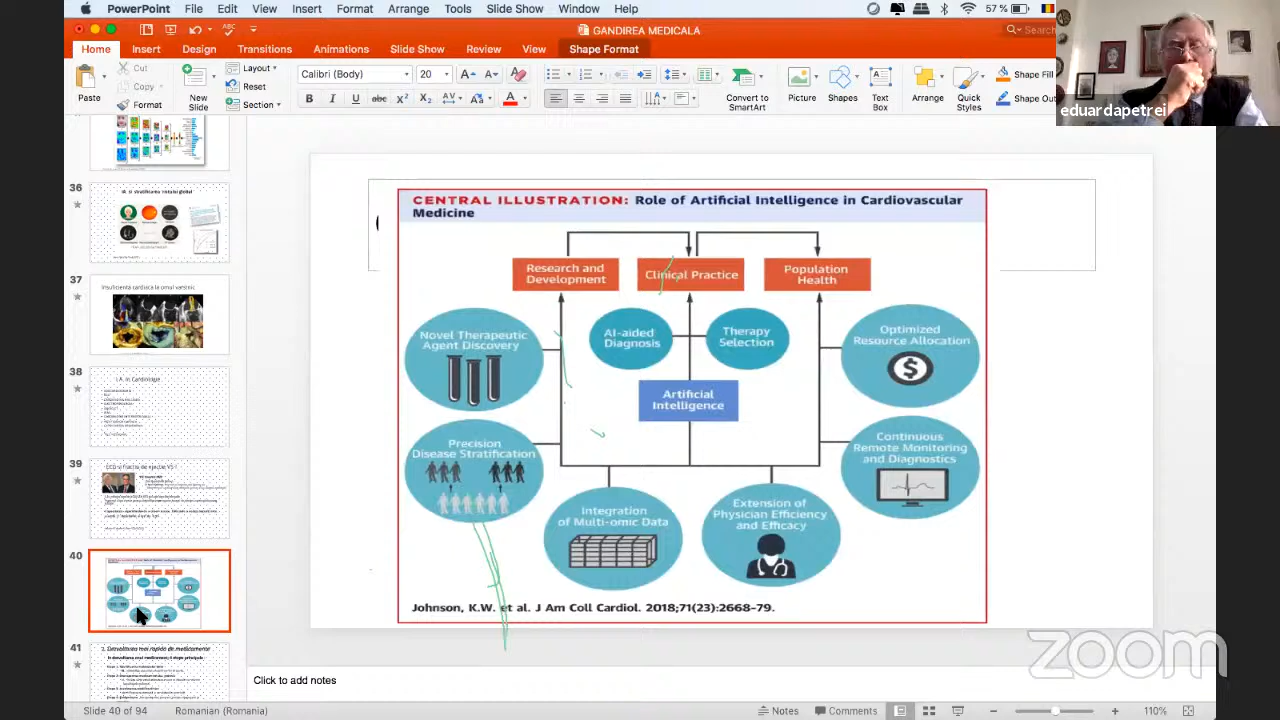 PowerPoint File Edit View Insert Format Arrange Tools Slide Show Window Help 57 %
GANDIREA MEDICALA
Home Insert Design Transitions Animations Slide Show Review View Shape Format
Paste
Cut
Copy
Format
New Slide
Layout
Reset
Section
Calibri (Body) 20
Convert to SmartArt
Picture
Shapes
Text Box
Arrange
Quick Styles
Shape Fill
Shape Ou
eduardapetrei
36
37
Insuficienta cardiaca la omul varstnic
38
I.A. in Cardiologie
39
40
41
CENTRAL ILLUSTRATION: Role of Artificial Intelligence in Cardiovascular
Medicine
Research and
Development
Clinical Practice
Population
Health
Novel Therapeutic
Agent Discovery
AI-aided
Diagnosis
Therapy
Selection
Optimized
Resource Allocation
Artificial
Intelligence
Precision
Disease Stratification
Continuous
Remote Monitoring
and Diagnostics
Integration
of Multi-omic Data
Extension of
Physician Efficiency
and Efficacy
Johnson, K.W. et al. J Am Coll Cardiol. 2018;71(23):2668–79.
zoom
Click to add notes
Slide 40 of 94 Romanian (Romania) Notes Comments 110%